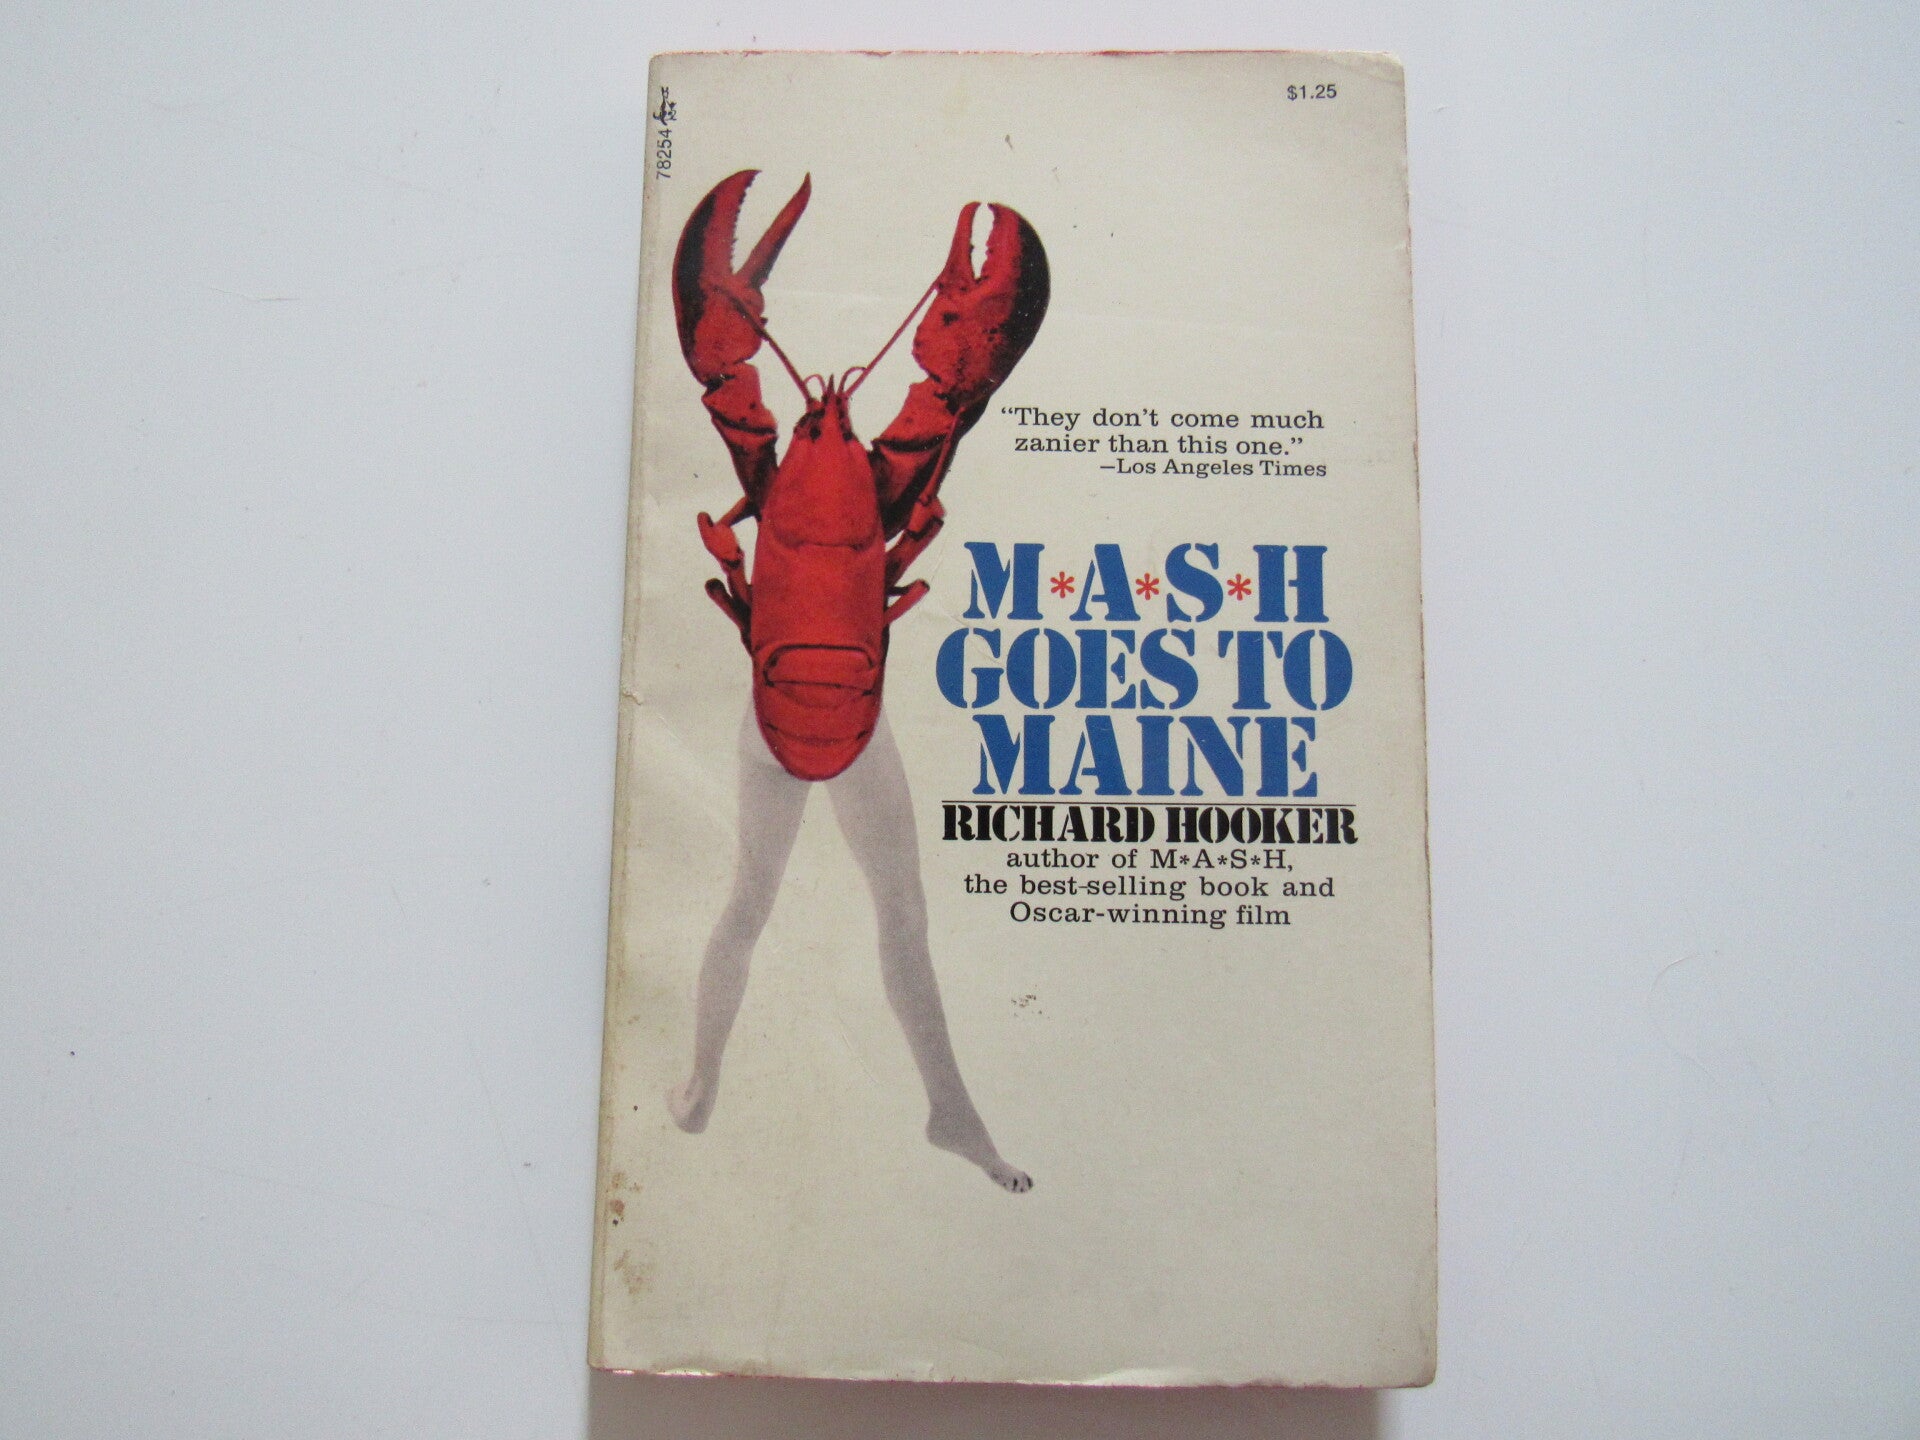 78254
$1.25
“They don’t come much
zanier than this one.”
—Los Angeles Times
M*A*S*H
GOES TO
MAINE
RICHARD HOOKER
author of M*A*S*H,
the best-selling book and
Oscar-winning film